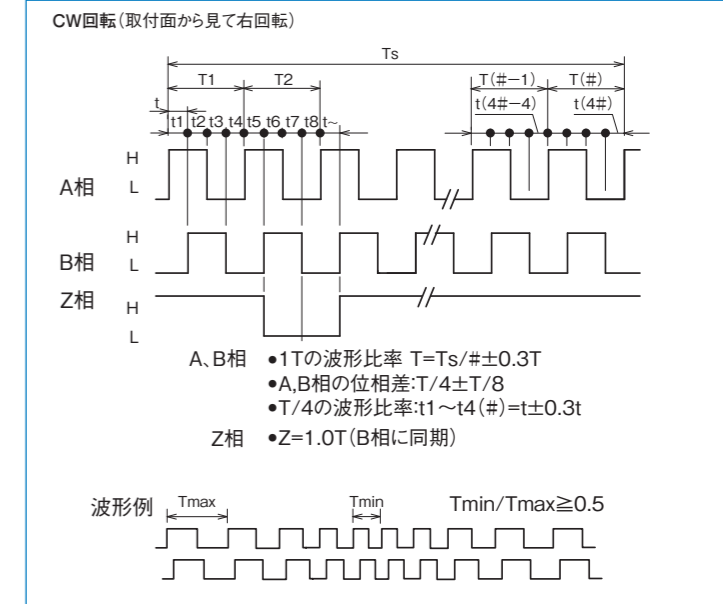 CW回転(取付面から見て右回転)
Ts
T1 T2 T(#−1) T(#)
t t(4#−4) t(4#)
t1 t2 t3 t4 t5 t6 t7 t8 t~
H
A相 L
H
B相 L
Z相 H
L
A、B相 •1Tの波形比率 T=Ts/#±0.3T
•A,B相の位相差:T/4±T/8
•T/4の波形比率:t1～t4(#)=t±0.3t
Z相 •Z=1.0T(B相に同期)
波形例 Tmax Tmin Tmin/Tmax≧0.5